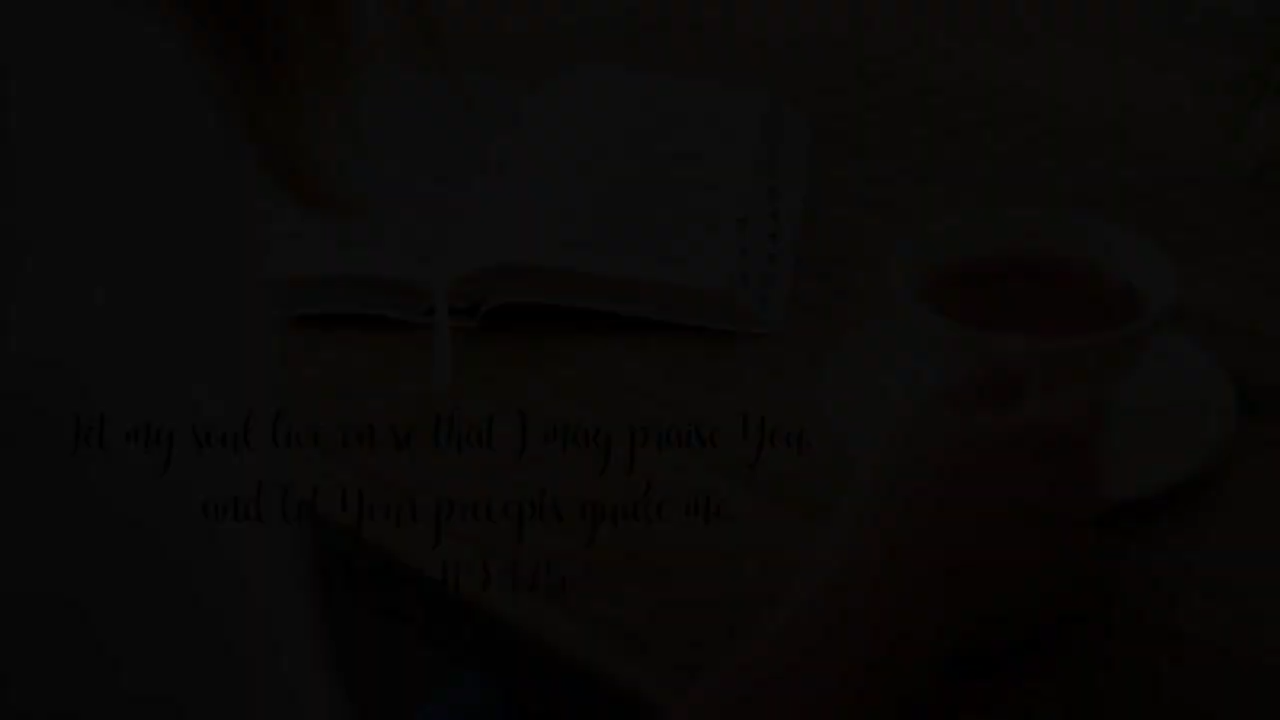 let my soul live on so that I may praise You,
and let Your precepts guide me.